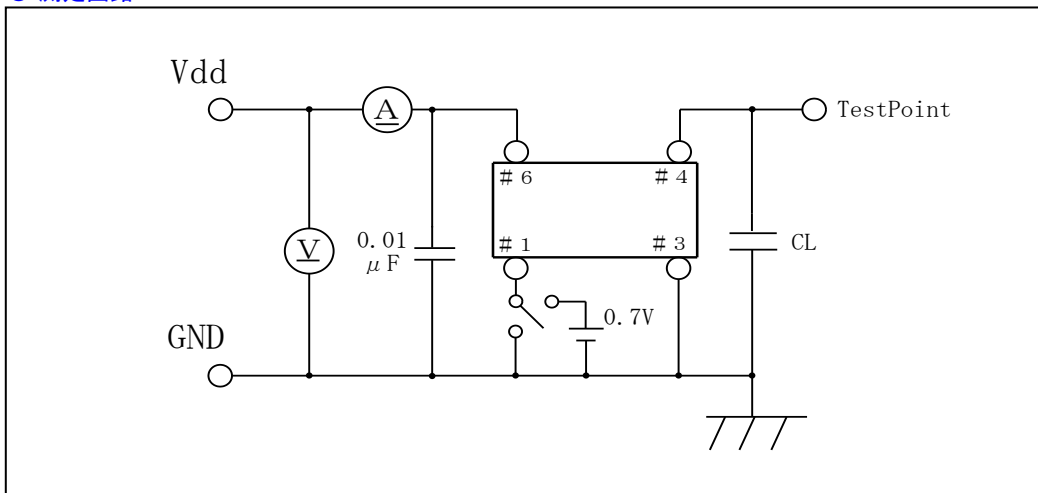 Vdd
A
TestPoint
# 6
# 4
V
0.01
μF
# 1
# 3
CL
0.7V
GND